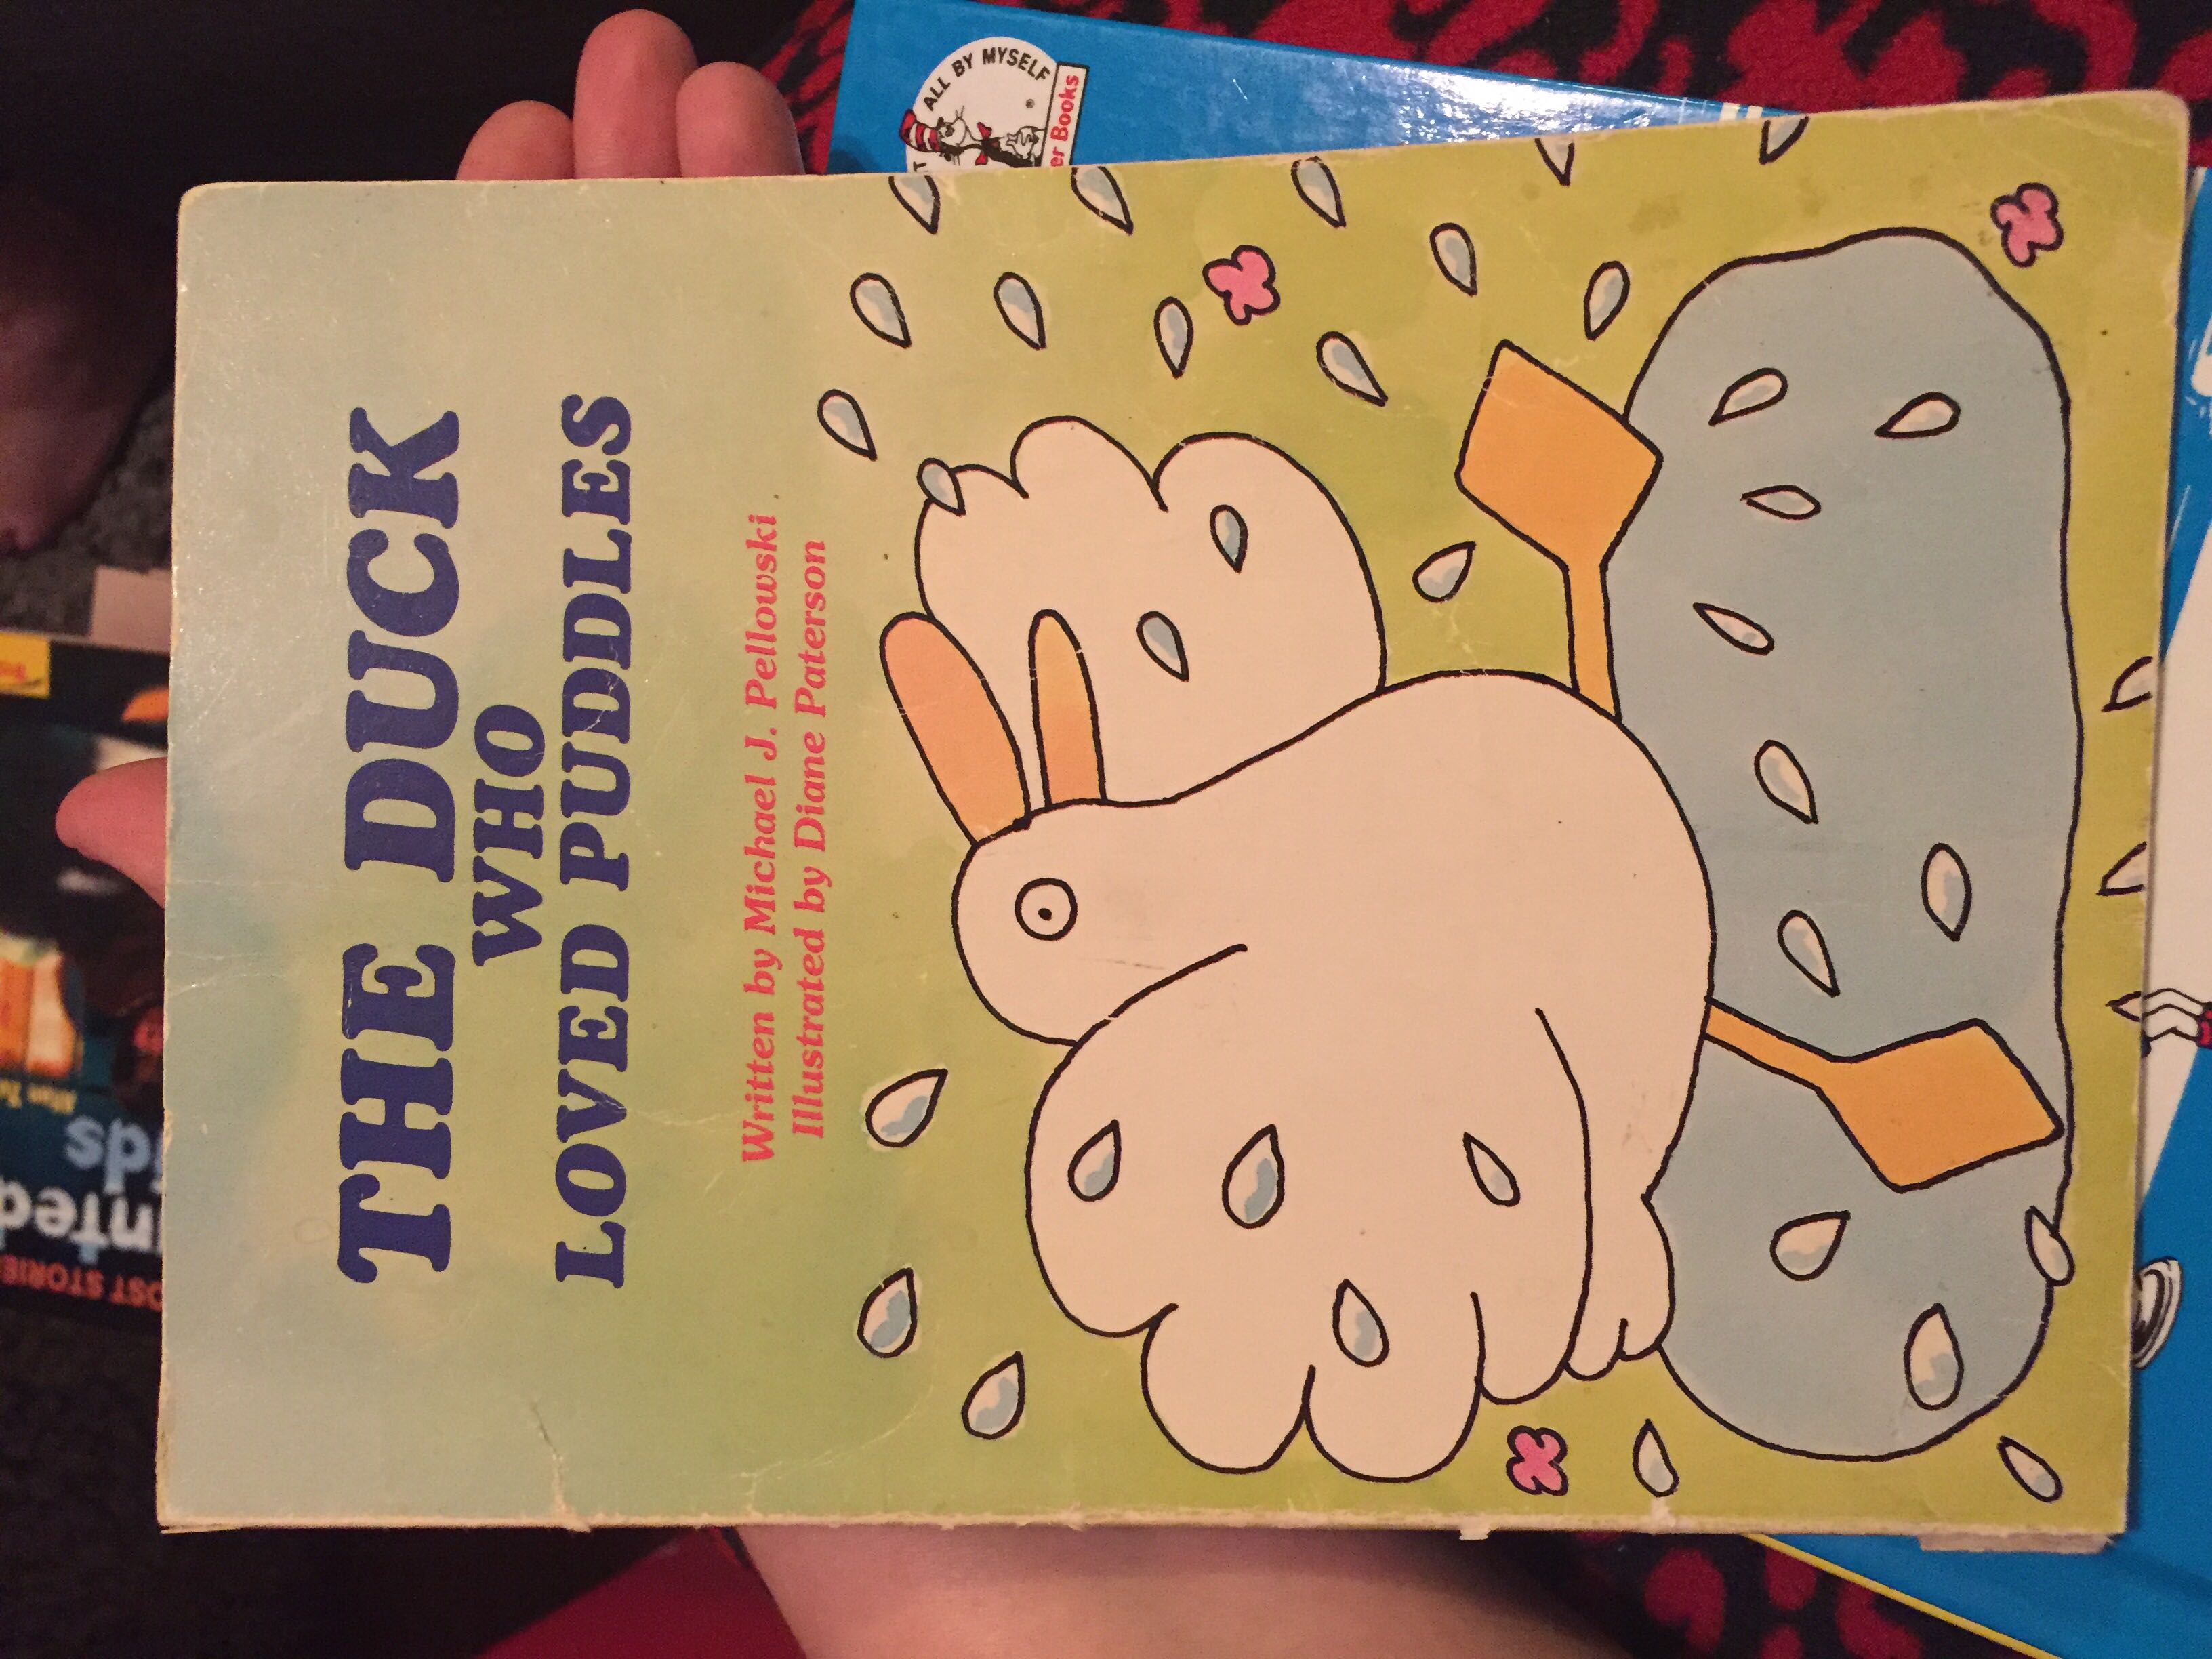 THE DUCK
WHO
LOVED PUDDLES
Written by Michael J. Pellowski
Illustrated by Diane Paterson
ALL BY MYSELF
®
Books